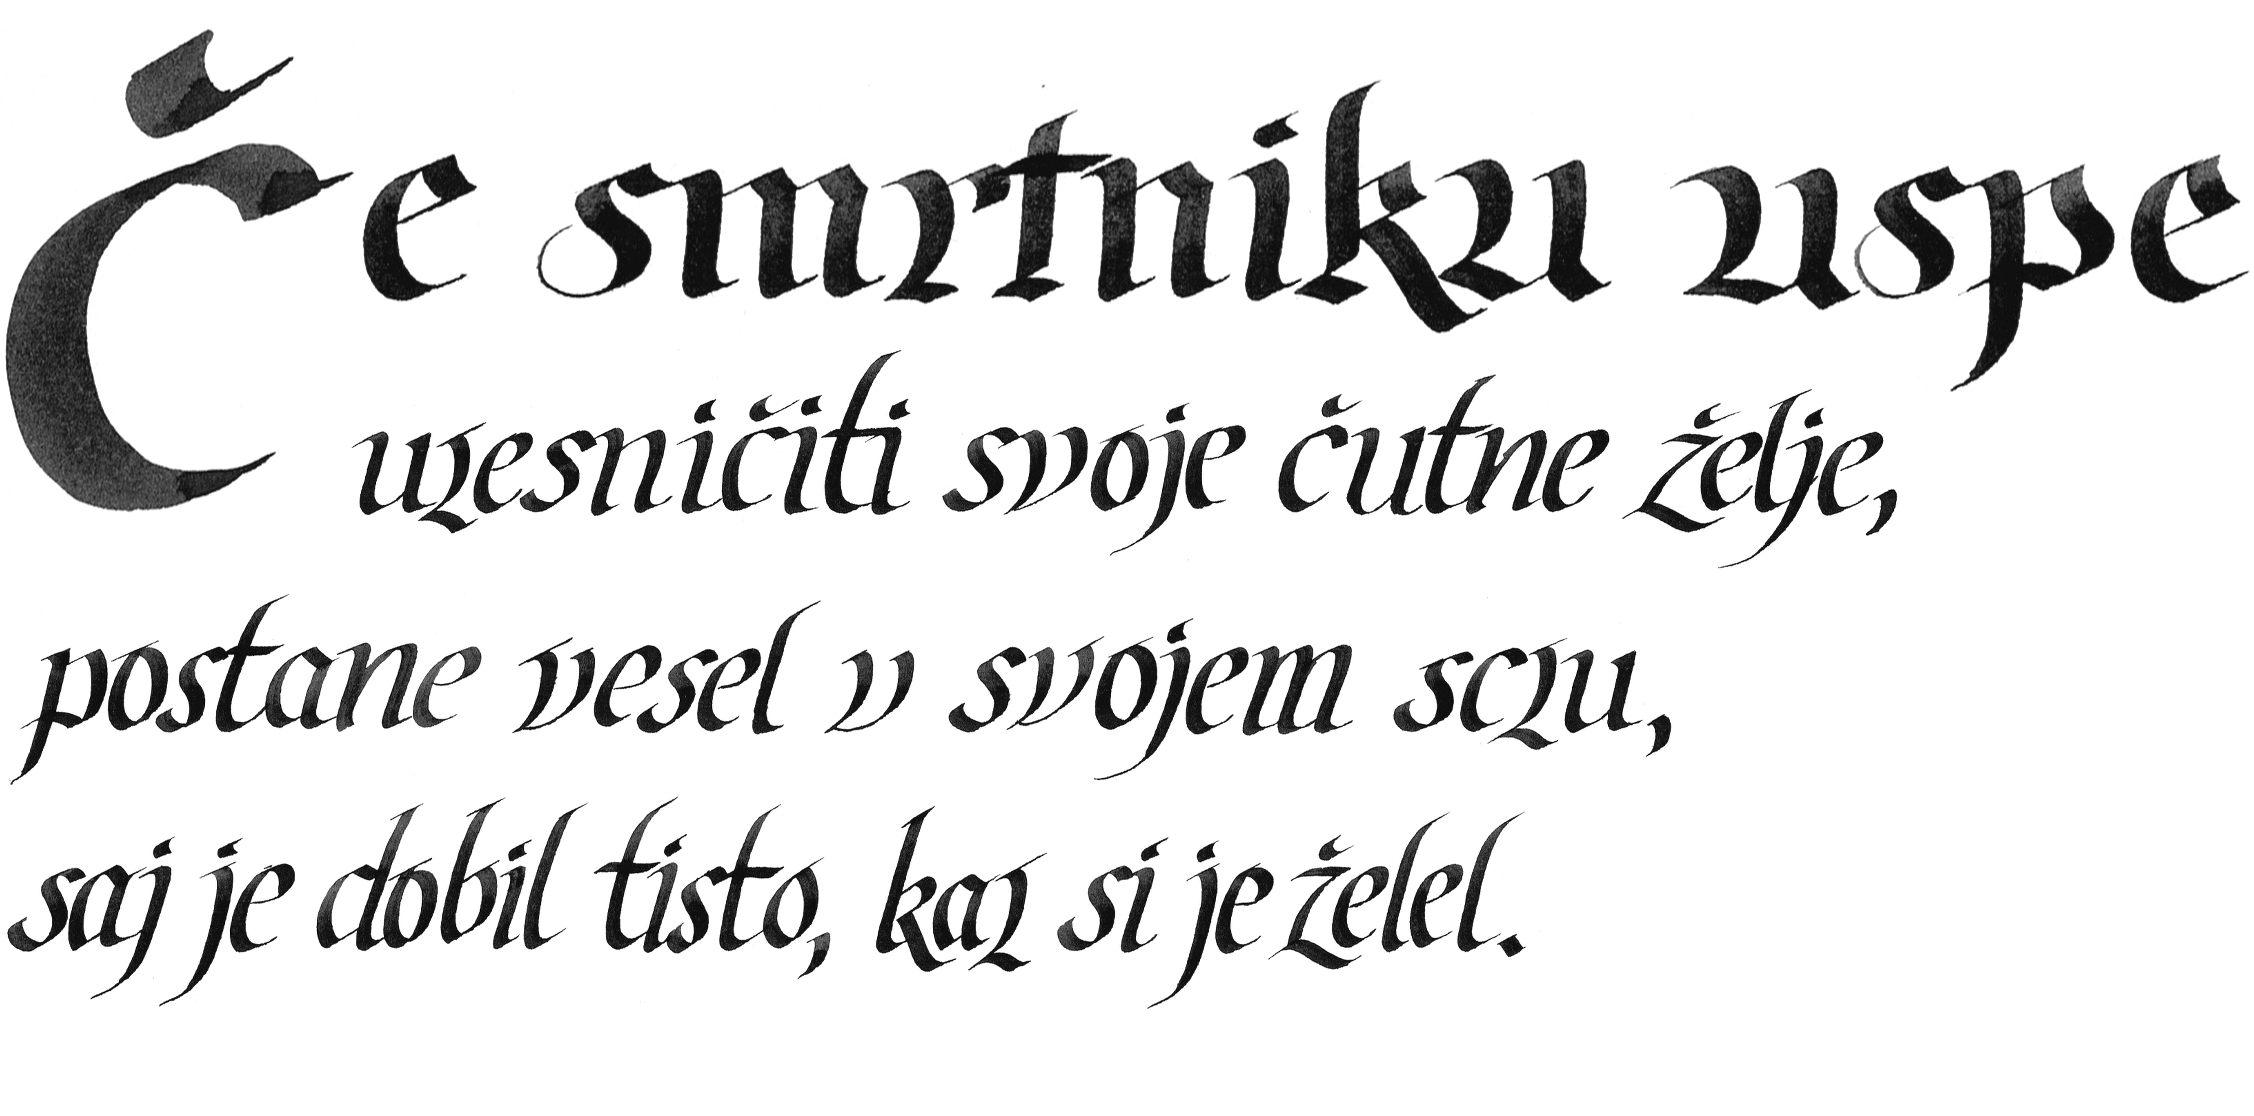 Če smrtniku uspe
uresničiti svoje čutne želje,
postane vesel v svojem srcu,
saj je dobil tisto, kar si je želel.